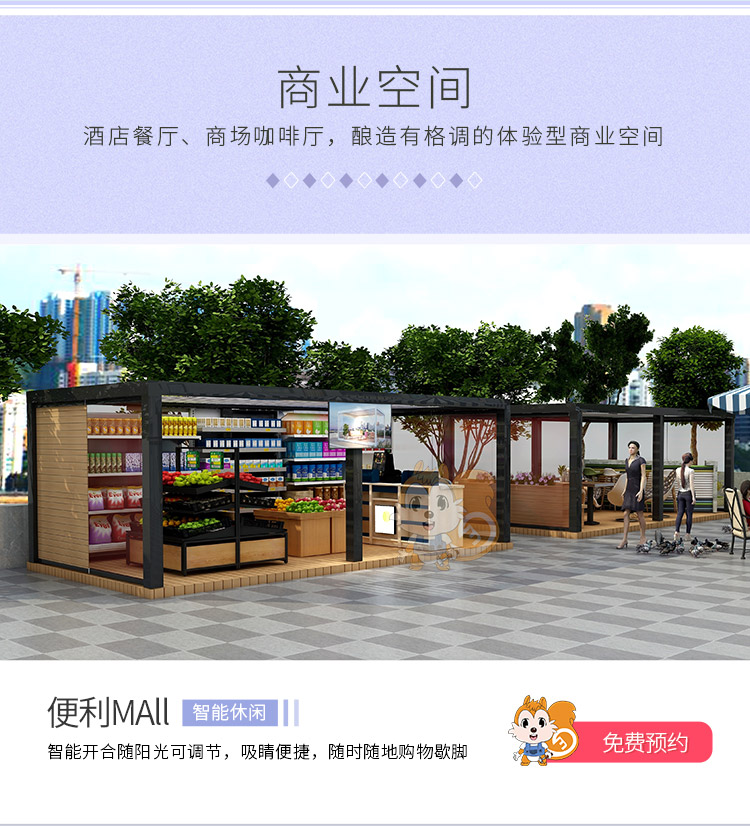 商业空间
酒店餐厅、商场咖啡厅，酿造有格调的体验型商业空间
便利MAll
智能休闲
智能开合随阳光可调节，吸睛便捷，随时随地购物歇脚
免费预约